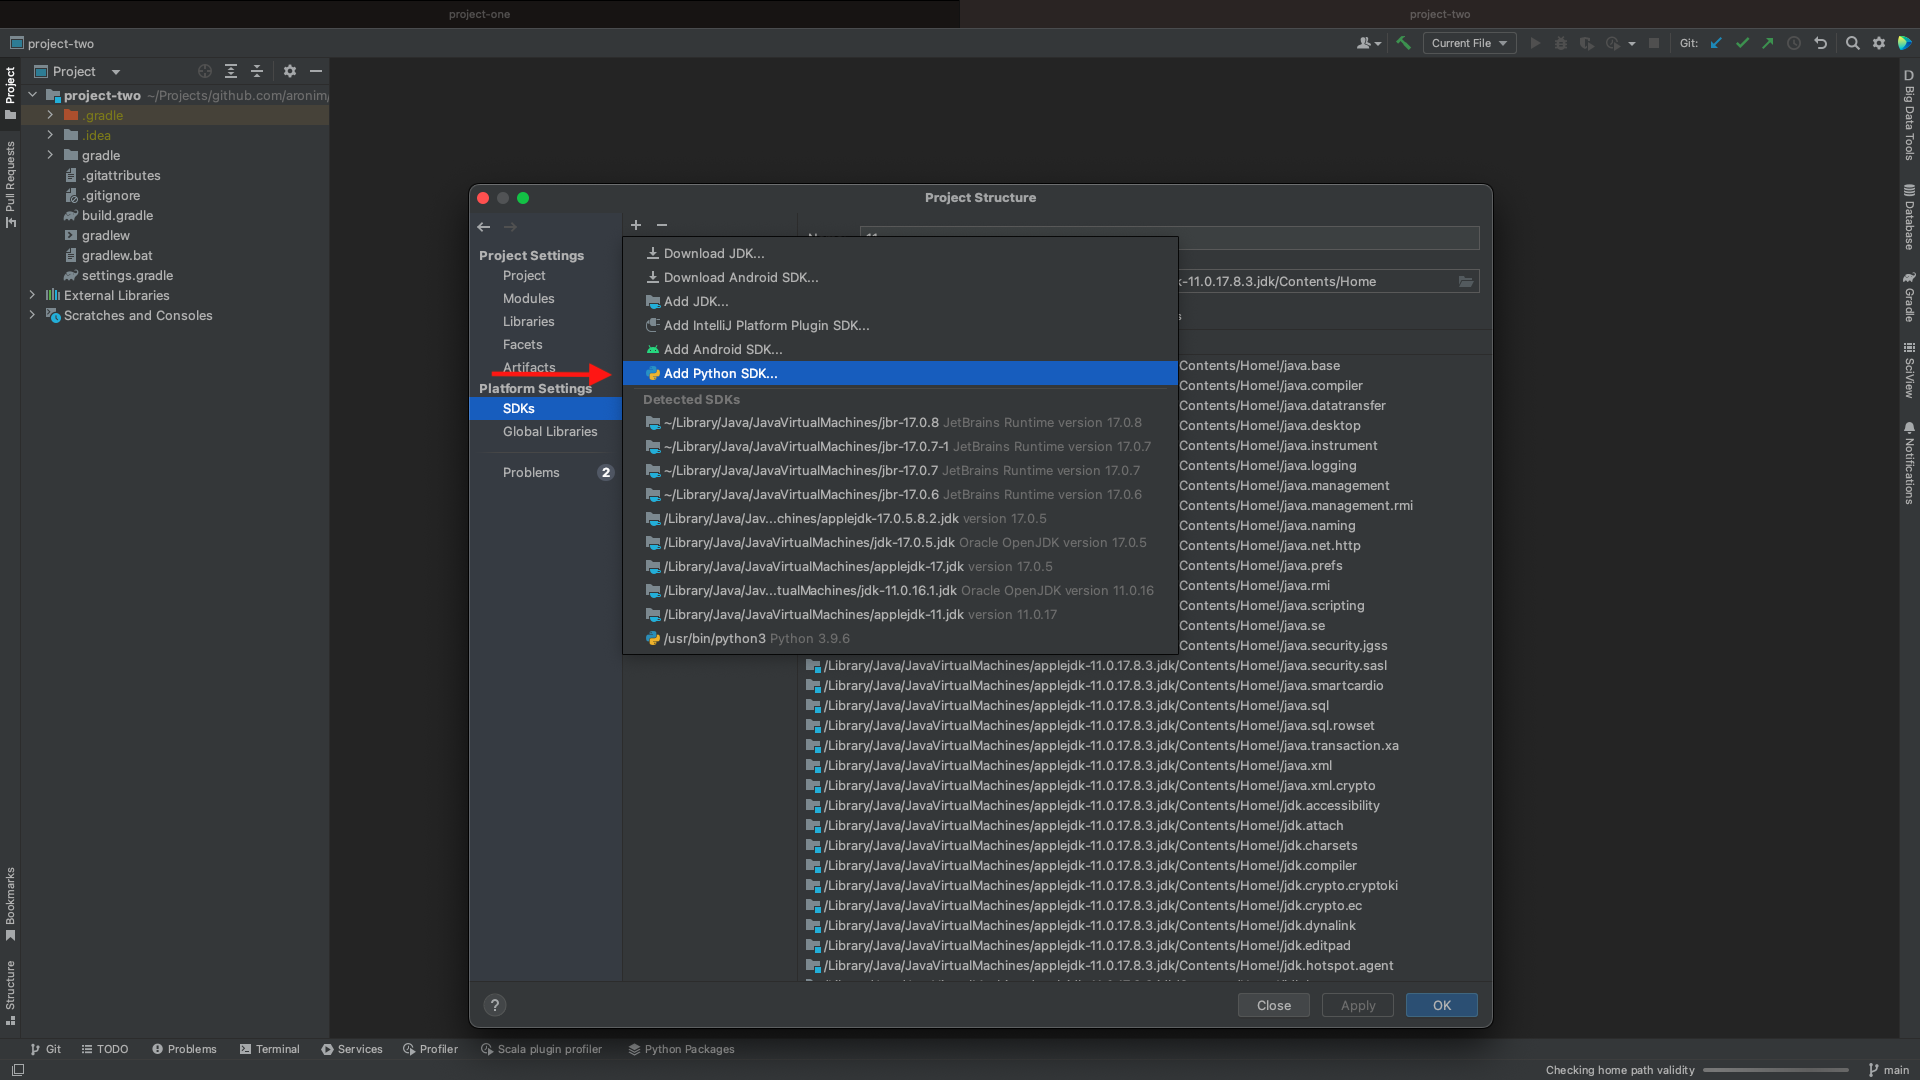 project-one
project-two
project-two
Current File
Git:
Project
project-two ~/Projects/github.com/aronim/
.gradle
.idea
gradle
.gitattributes
.gitignore
build.gradle
gradlew
gradlew.bat
settings.gradle
External Libraries
Scratches and Consoles
Project
Pull Requests
Bookmarks
Structure
Project Structure
Project Settings
Project
Modules
Libraries
Facets
Artifacts
Platform Settings
SDKs
Global Libraries
Problems 2
Download JDK...
Download Android SDK...
Add JDK...
Add IntelliJ Platform Plugin SDK...
Add Android SDK...
Add Python SDK...
Detected SDKs
~/Library/Java/JavaVirtualMachines/jbr-17.0.8 JetBrains Runtime version 17.0.8
~/Library/Java/JavaVirtualMachines/jbr-17.0.7-1 JetBrains Runtime version 17.0.7
~/Library/Java/JavaVirtualMachines/jbr-17.0.7 JetBrains Runtime version 17.0.7
~/Library/Java/JavaVirtualMachines/jbr-17.0.6 JetBrains Runtime version 17.0.6
/Library/Java/Jav...chines/applejdk-17.0.5.8.2.jdk version 17.0.5
/Library/Java/JavaVirtualMachines/jdk-17.0.5.jdk Oracle OpenJDK version 17.0.5
/Library/Java/JavaVirtualMachines/applejdk-17.jdk version 17.0.5
/Library/Java/Jav...tualMachines/jdk-11.0.16.1.jdk Oracle OpenJDK version 11.0.16
/Library/Java/JavaVirtualMachines/applejdk-11.jdk version 11.0.17
/usr/bin/python3 Python 3.9.6
-11.0.17.8.3.jdk/Contents/Home
Contents/Home!/java.base
Contents/Home!/java.compiler
Contents/Home!/java.datatransfer
Contents/Home!/java.desktop
Contents/Home!/java.instrument
Contents/Home!/java.logging
Contents/Home!/java.management
Contents/Home!/java.management.rmi
Contents/Home!/java.naming
Contents/Home!/java.net.http
Contents/Home!/java.prefs
Contents/Home!/java.rmi
Contents/Home!/java.scripting
Contents/Home!/java.se
Contents/Home!/java.security.jgss
/Library/Java/JavaVirtualMachines/applejdk-11.0.17.8.3.jdk/Contents/Home!/java.security.sasl
/Library/Java/JavaVirtualMachines/applejdk-11.0.17.8.3.jdk/Contents/Home!/java.smartcardio
/Library/Java/JavaVirtualMachines/applejdk-11.0.17.8.3.jdk/Contents/Home!/java.sql
/Library/Java/JavaVirtualMachines/applejdk-11.0.17.8.3.jdk/Contents/Home!/java.sql.rowset
/Library/Java/JavaVirtualMachines/applejdk-11.0.17.8.3.jdk/Contents/Home!/java.transaction.xa
/Library/Java/JavaVirtualMachines/applejdk-11.0.17.8.3.jdk/Contents/Home!/java.xml
/Library/Java/JavaVirtualMachines/applejdk-11.0.17.8.3.jdk/Contents/Home!/java.xml.crypto
/Library/Java/JavaVirtualMachines/applejdk-11.0.17.8.3.jdk/Contents/Home!/jdk.accessibility
/Library/Java/JavaVirtualMachines/applejdk-11.0.17.8.3.jdk/Contents/Home!/jdk.attach
/Library/Java/JavaVirtualMachines/applejdk-11.0.17.8.3.jdk/Contents/Home!/jdk.charsets
/Library/Java/JavaVirtualMachines/applejdk-11.0.17.8.3.jdk/Contents/Home!/jdk.compiler
/Library/Java/JavaVirtualMachines/applejdk-11.0.17.8.3.jdk/Contents/Home!/jdk.crypto.cryptoki
/Library/Java/JavaVirtualMachines/applejdk-11.0.17.8.3.jdk/Contents/Home!/jdk.crypto.ec
/Library/Java/JavaVirtualMachines/applejdk-11.0.17.8.3.jdk/Contents/Home!/jdk.dynalink
/Library/Java/JavaVirtualMachines/applejdk-11.0.17.8.3.jdk/Contents/Home!/jdk.editpad
/Library/Java/JavaVirtualMachines/applejdk-11.0.17.8.3.jdk/Contents/Home!/jdk.hotspot.agent
?
Close
Apply
OK
D
Big Data Tools
Database
Gradle
SciView
Notifications
Git
TODO
Problems
Terminal
Services
Profiler
Scala plugin profiler
Python Packages
Checking home path validity
main